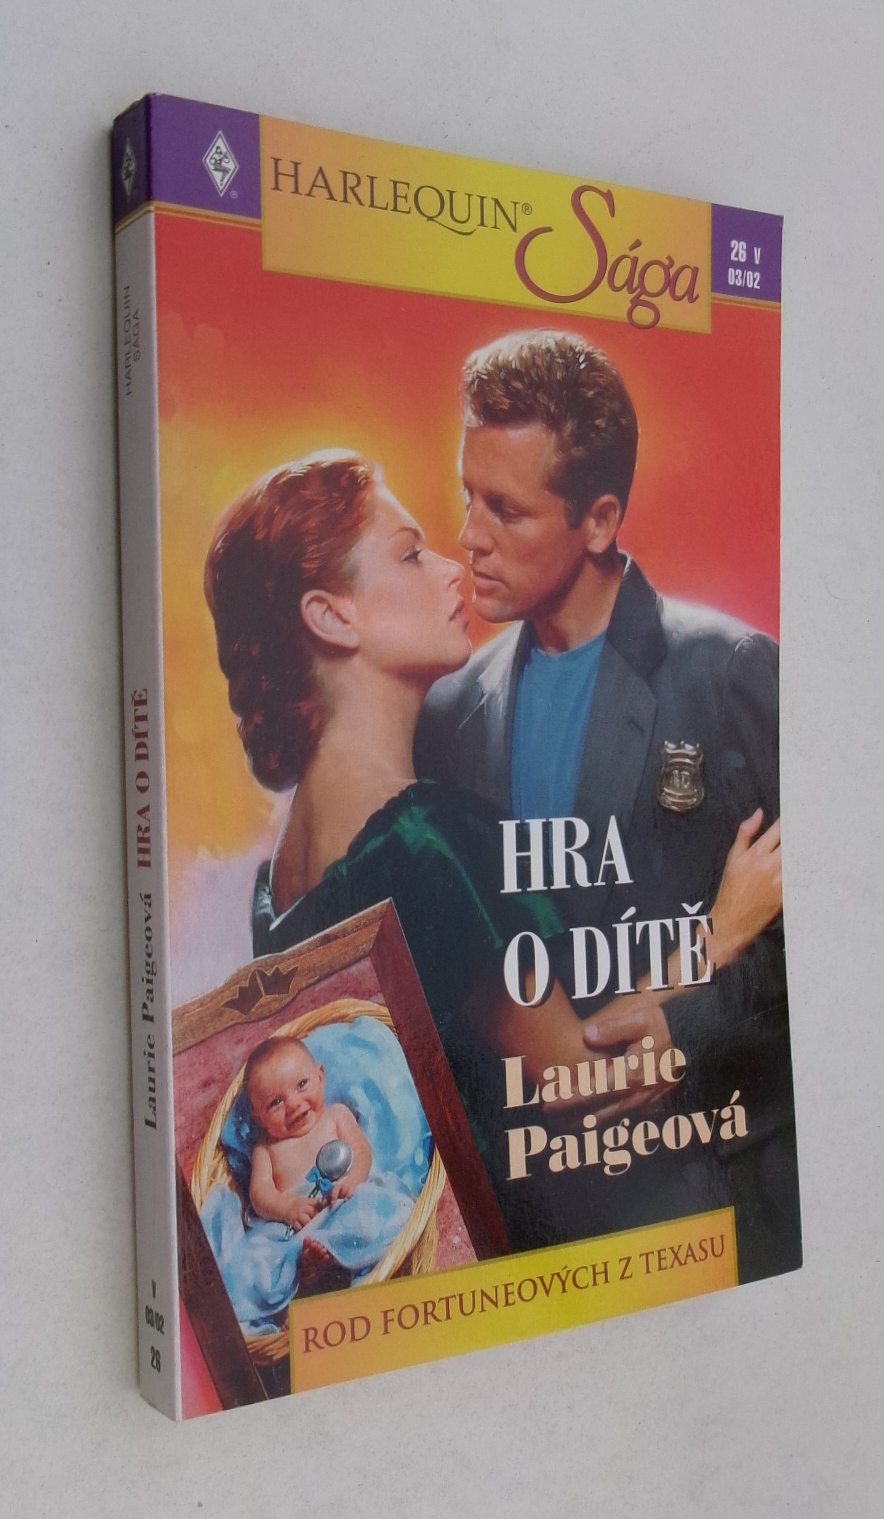 HARLEQUIN®
Sága
26 V
03/02
HRA
O DÍTĚ
Laurie
Paigeová
ROD FORTUNEOVÝCH Z TEXASU
HARLEQUIN
SÁGA
Laurie Paigeová HRA O DÍTĚ
V
03/02
26